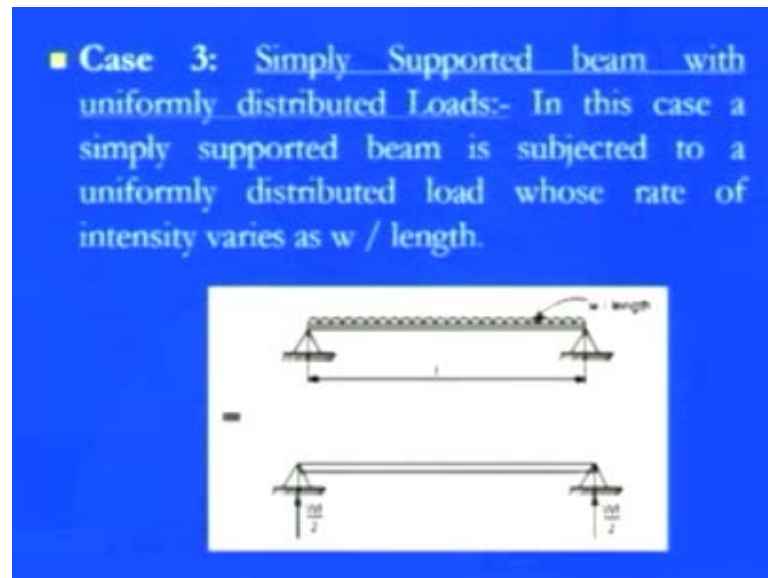 Case 3: Simply Supported beam with
uniformly distributed Loads:- In this case a
simply supported beam is subjected to a
uniformly distributed load whose rate of
intensity varies as w / length.
w / length
l
wl
2
wl
2